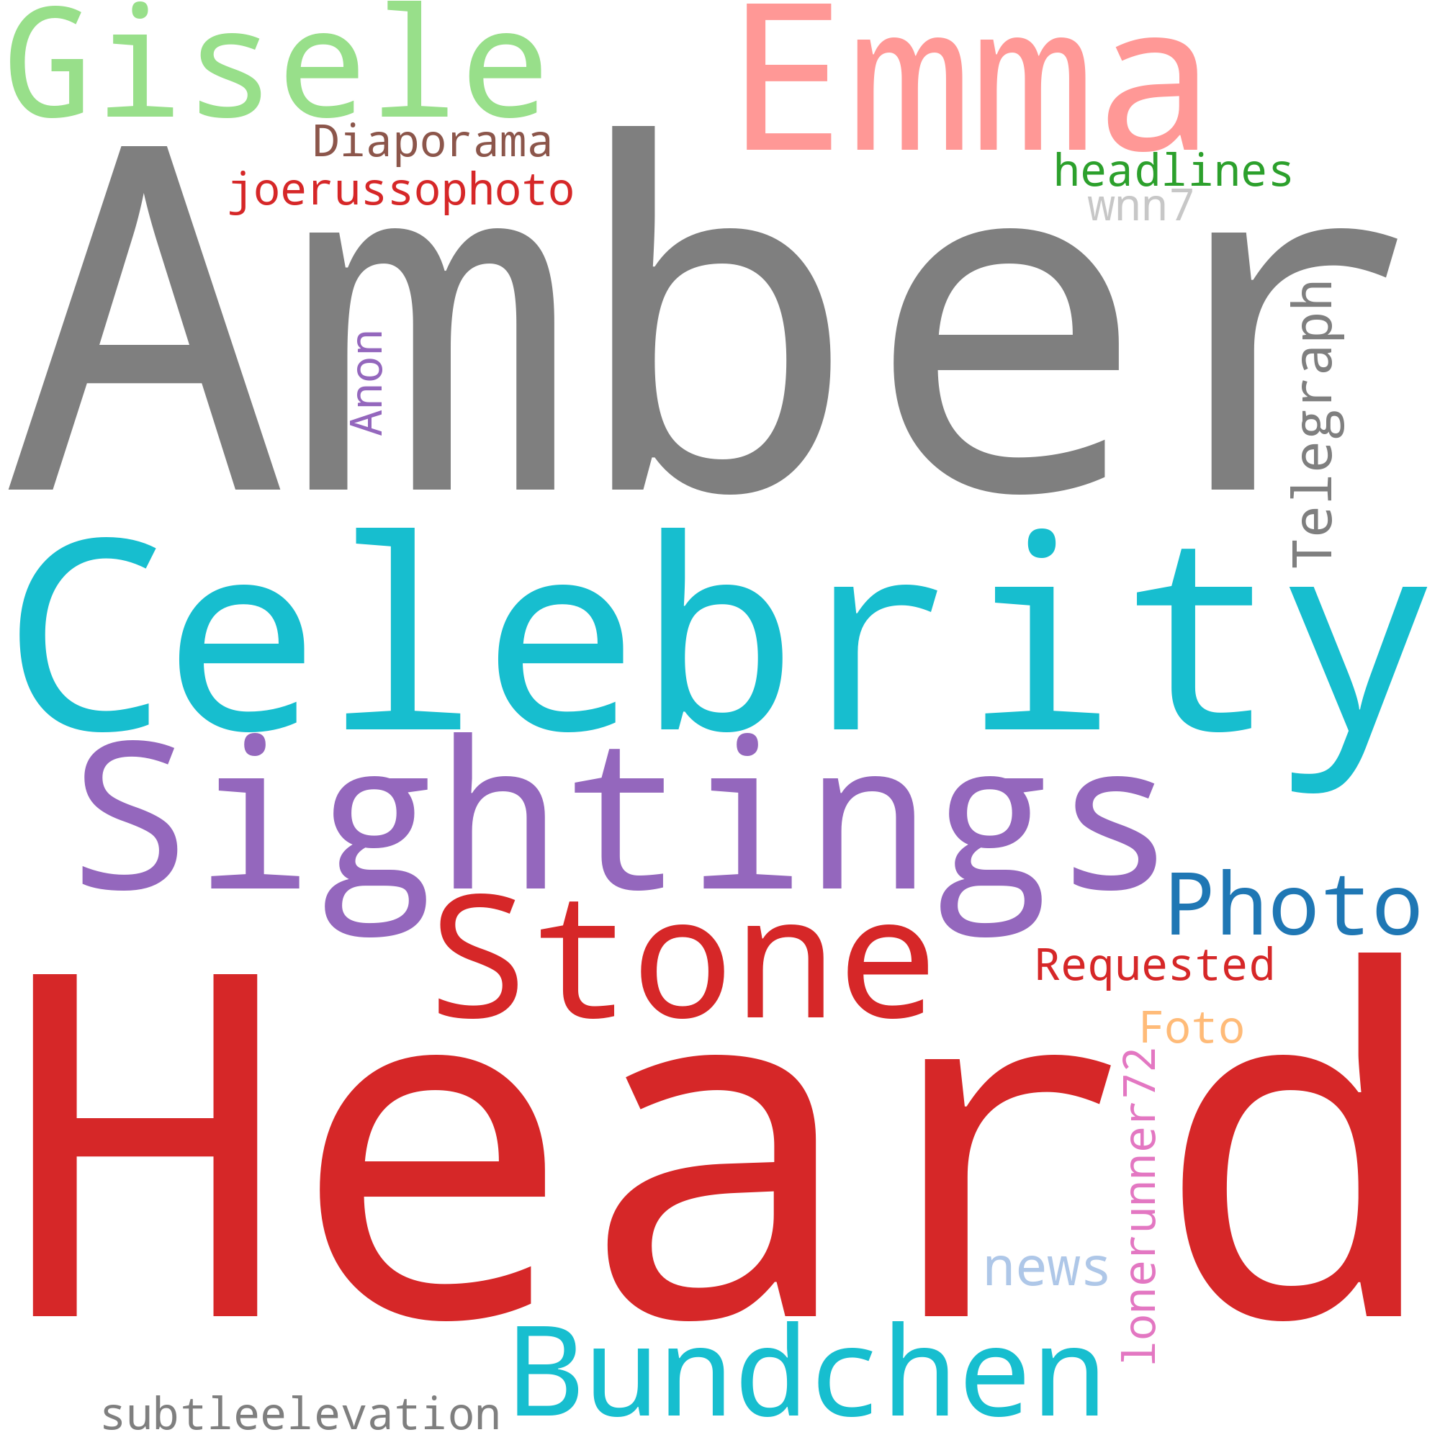 Gisele
Emma
Diaporama
headlines
joerussophoto
wnn7
Amber
Anon
Telegraph
Celebrity
Sightings
Photo
Stone
Requested
Foto
Heard
lonerunner72
news
Bundchen
subtleelevation